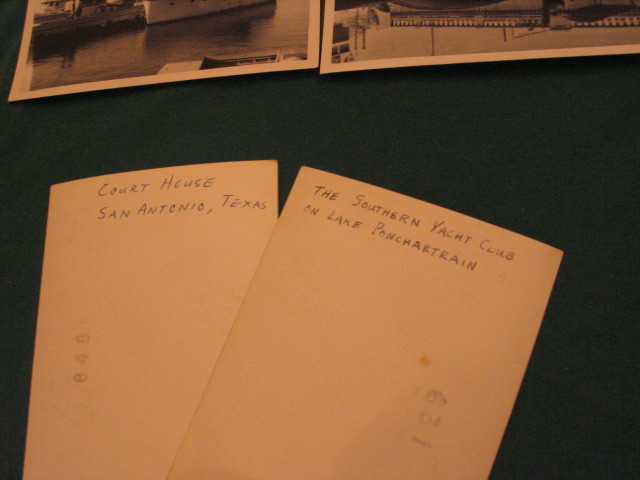 COURT HOUSE
SAN ANTONIO, TEXAS
THE SOUTHERN YACHT CLUB
ON LAKE PONCHARTRAIN
848